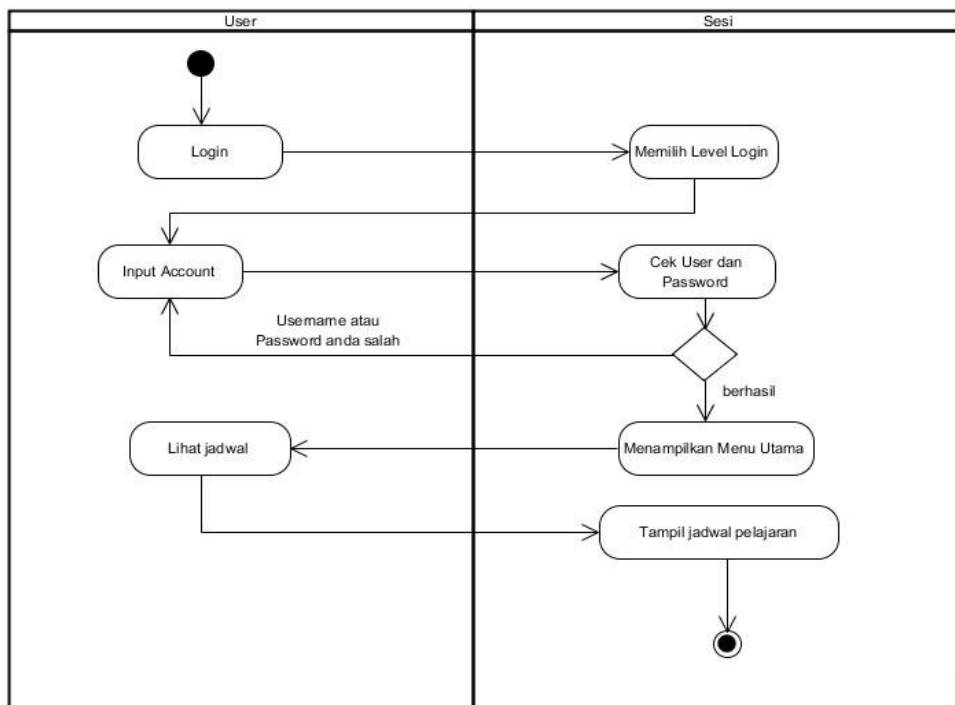 User
Sesi
Login
Memilih Level Login
Input Account
Cek User dan
Password
Username atau
Password anda salah
berhasil
Lihat jadwal
Menampilkan Menu Utama
Tampil jadwal pelajaran